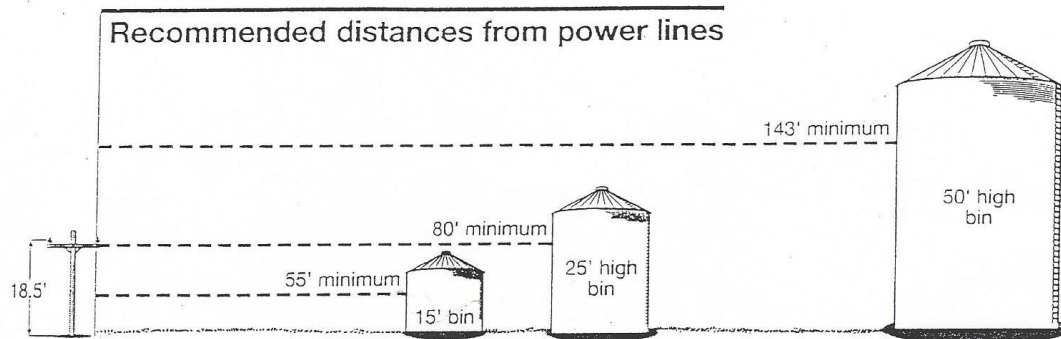 Recommended distances from power lines
143' minimum
50' high
bin
80' minimum
25' high
bin
18.5'
55' minimum
15' bin